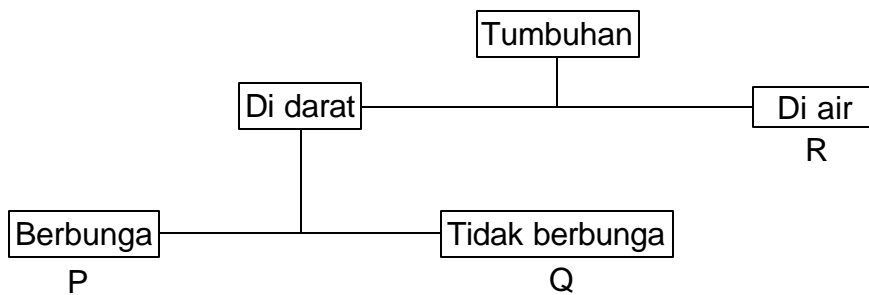 Tumbuhan
Di darat
Di air
R
Berbunga
Tidak berbunga
P
Q